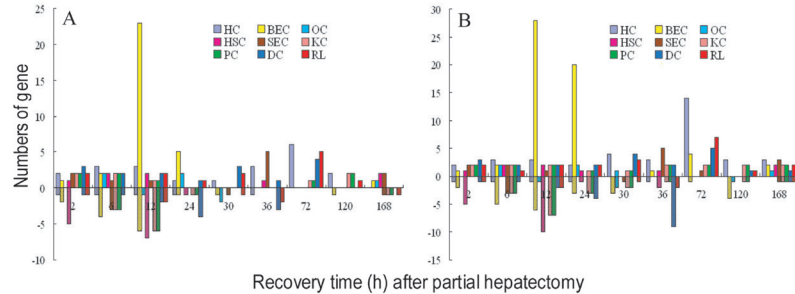 A
25
20
15
10
5
0
-5
-10
HC BEC OC
HSC SEC KC
PC DC RL
2 6 12 24 30 36 72 120 168
Numbers of gene
B
30
25
20
15
10
5
0
-5
-10
-15
HC BEC OC
HSC SEC KC
PC DC RL
2 6 12 24 30 36 72 120 168
Recovery time (h) after partial hepatectomy